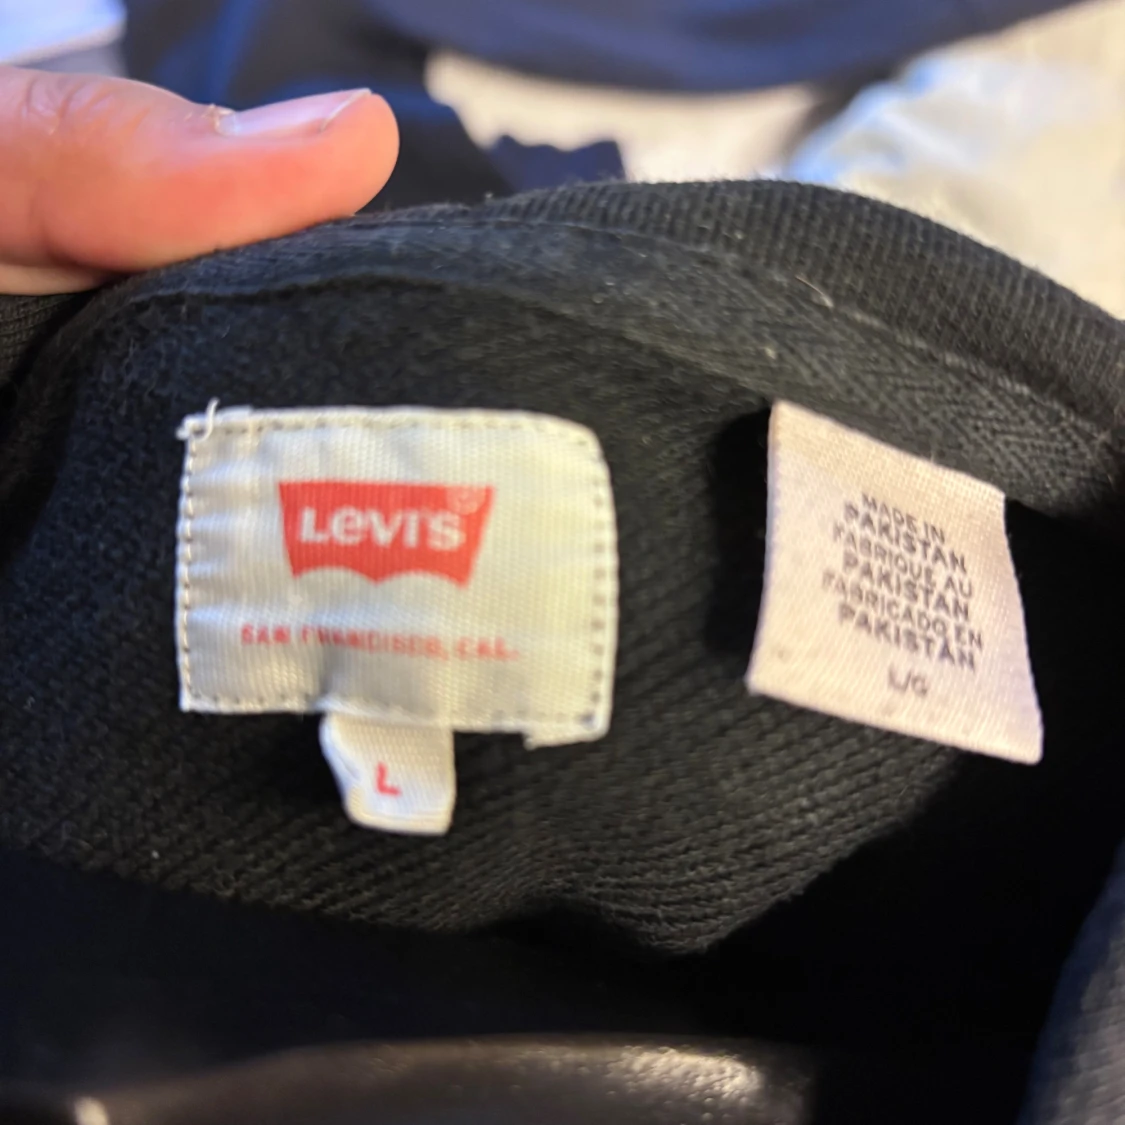 LEVI'S
SAN FRANCISCO, CAL.
L
MADE IN
PAKISTAN
FABRIQUÉ AU
PAKISTAN
FABRICADO EN
PAKISTAN
L/G